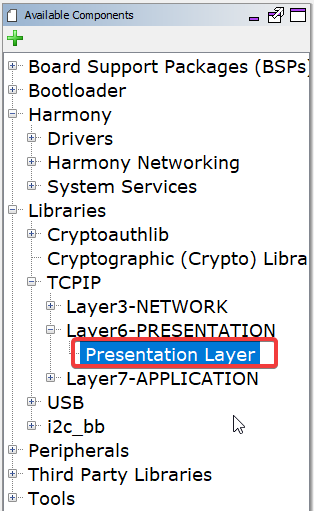 Available Components
Board Support Packages (BSPs)
Bootloader
Harmony
Drivers
Harmony Networking
System Services
Libraries
Cryptoauthlib
Cryptographic (Crypto) Libra
TCPIP
Layer3-NETWORK
Layer6-PRESENTATION
Presentation Layer
Layer7-APPLICATION
USB
i2c_bb
Peripherals
Third Party Libraries
Tools